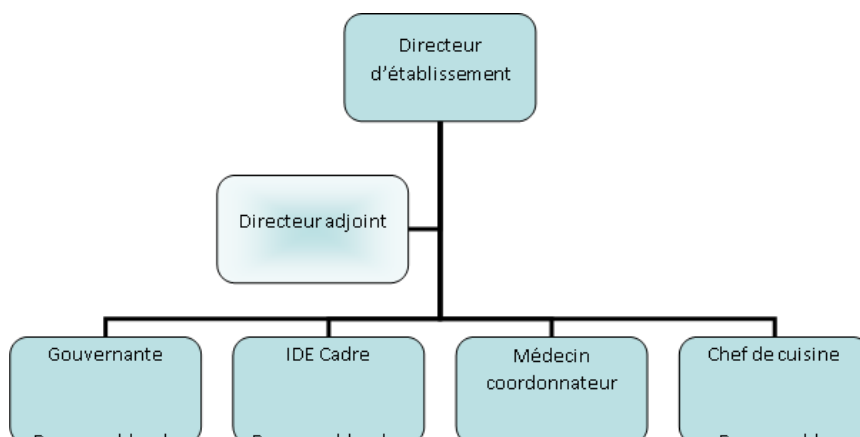 Directeur
d'établissement
Directeur adjoint
Gouvernante
IDE Cadre
Médecin
coordonnateur
Chef de cuisine